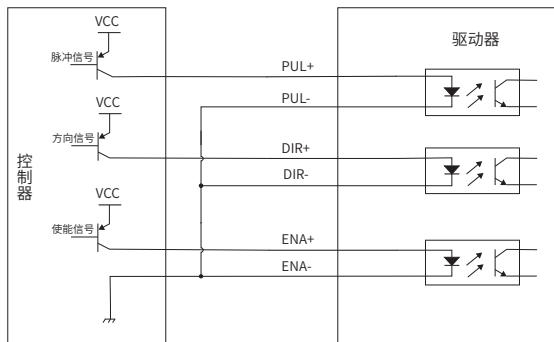 VCC
驱动器
脉冲信号
PUL+
PUL-
VCC
方向信号
DIR+
DIR-
控制器
VCC
使能信号
ENA+
ENA-